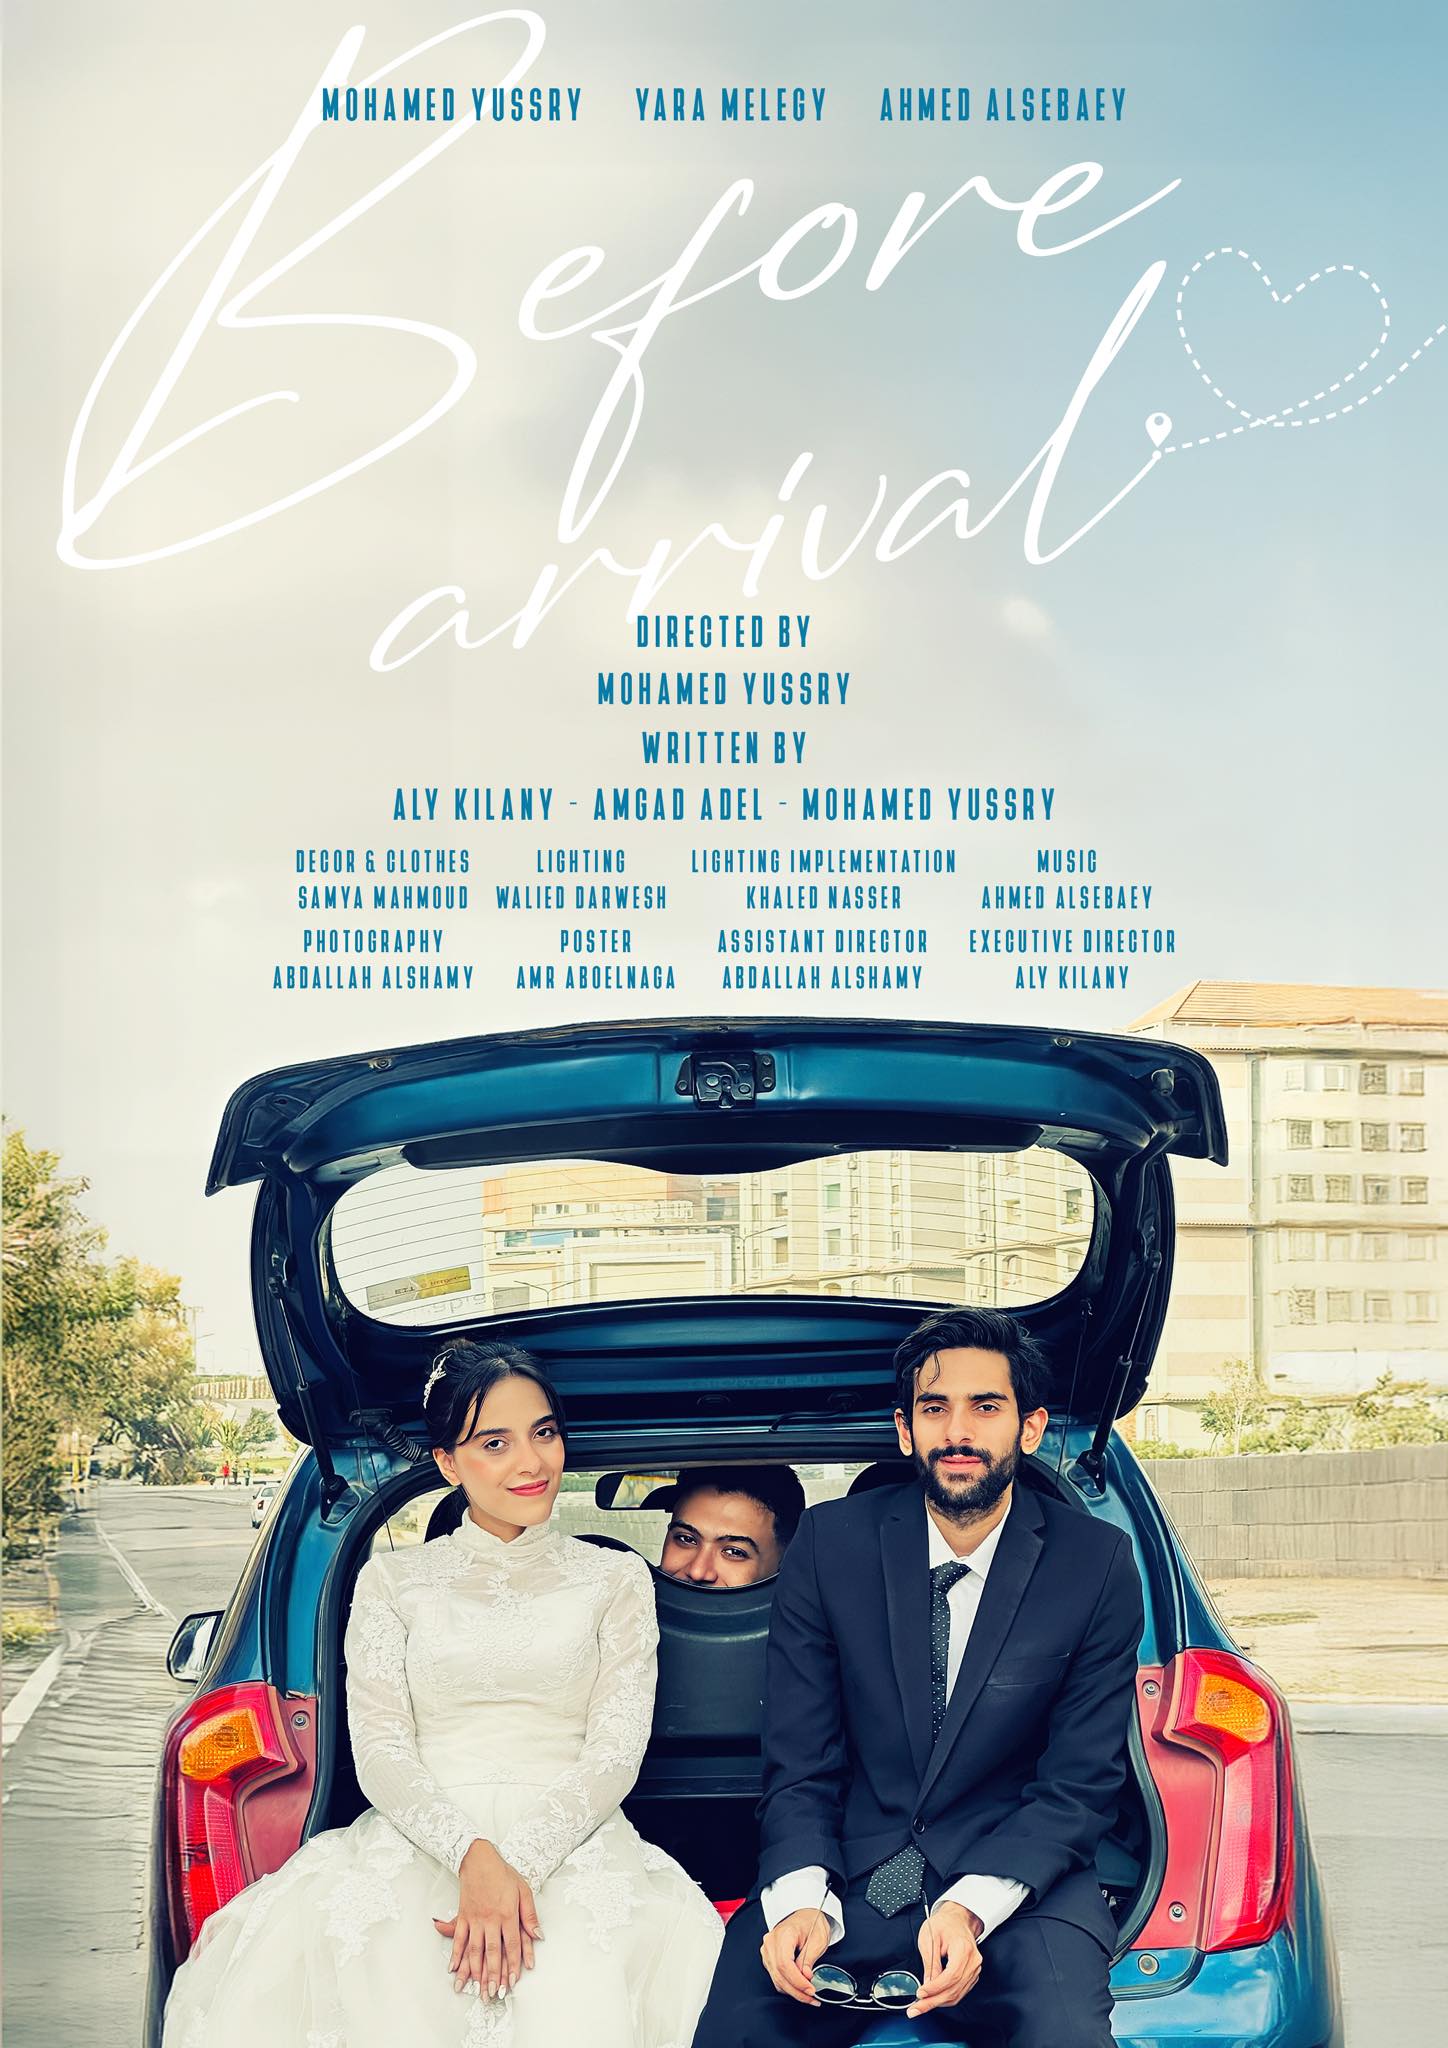 MOHAMED YUSSRY YARA MELEGY AHMED ALSEBAEY
Before
arrival
DIRECTED BY
MOHAMED YUSSRY
WRITTEN BY
ALY KILANY - AMGAD ADEL - MOHAMED YUSSRY
DECOR & CLOTHES LIGHTING LIGHTING IMPLEMENTATION MUSIC
SAMYA MAHMOUD WALIED DARWESH KHALED NASSER AHMED ALSEBAEY
PHOTOGRAPHY POSTER ASSISTANT DIRECTOR EXECUTIVE DIRECTOR
ABDALLAH ALSHAMY AMR ABOELNAGA ABDALLAH ALSHAMY ALY KILANY